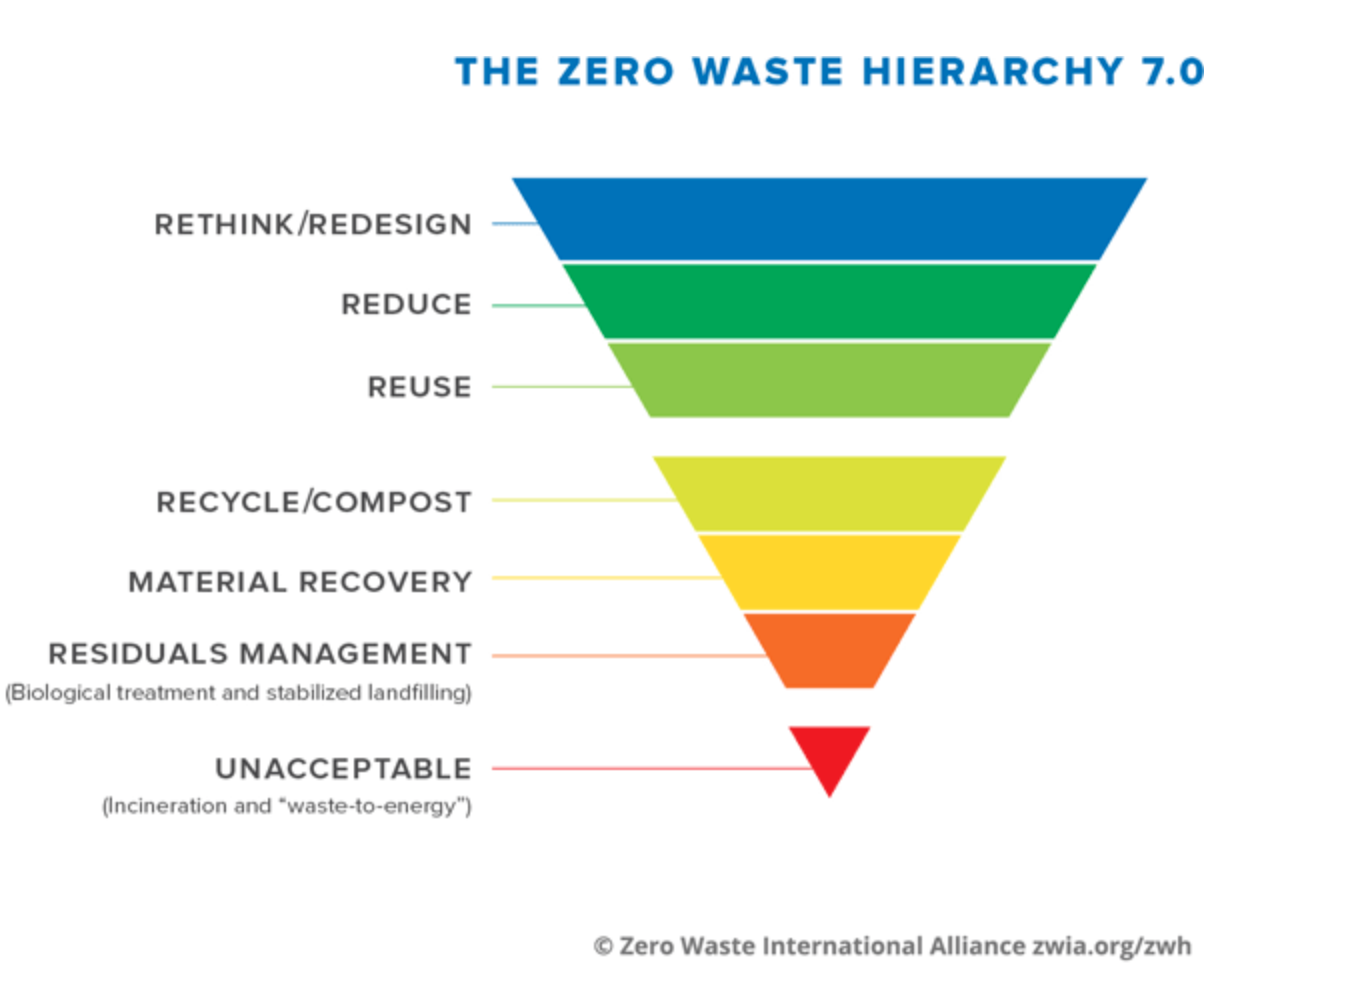 THE ZERO WASTE HIERARCHY 7.0
RETHINK/REDESIGN
REDUCE
REUSE
RECYCLE/COMPOST
MATERIAL RECOVERY
RESIDUALS MANAGEMENT
(Biological treatment and stabilized landfilling)
UNACCEPTABLE
(Incineration and “waste-to-energy”)
© Zero Waste International Alliance zwia.org/zwh